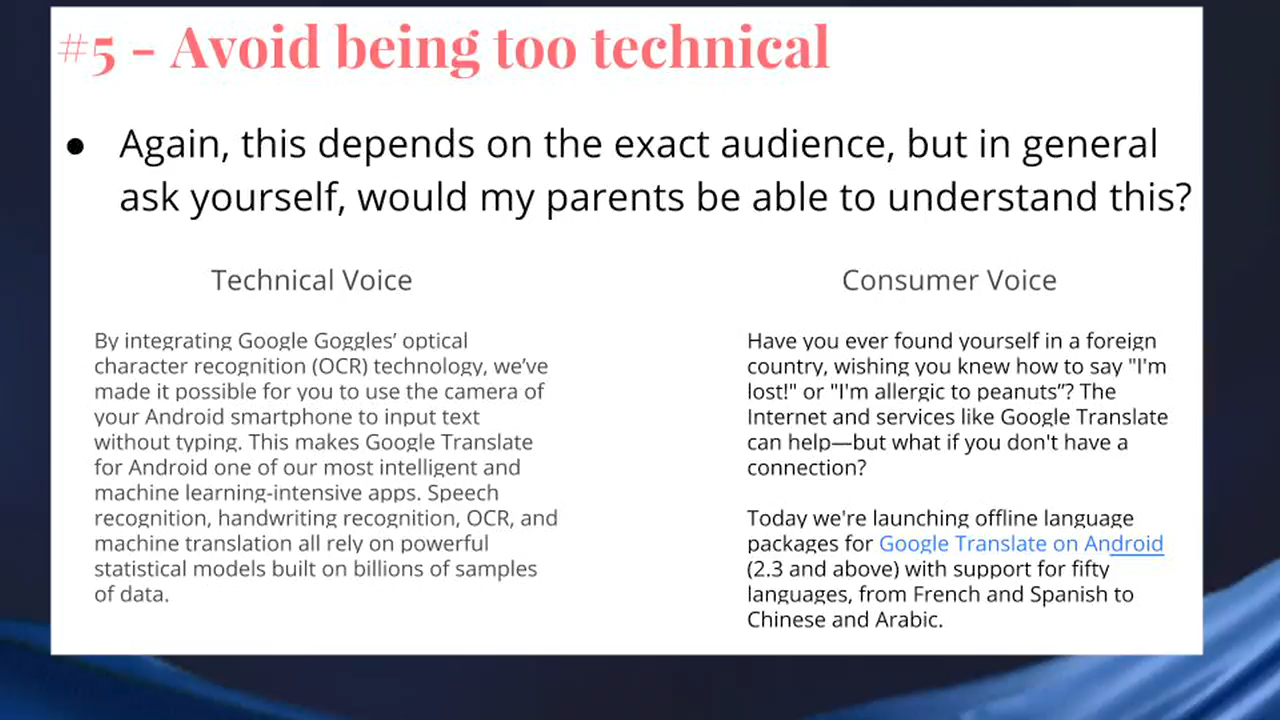 #5 - Avoid being too technical
● Again, this depends on the exact audience, but in general
ask yourself, would my parents be able to understand this?
Technical Voice
By integrating Google Goggles’ optical
character recognition (OCR) technology, we’ve
made it possible for you to use the camera of
your Android smartphone to input text
without typing. This makes Google Translate
for Android one of our most intelligent and
machine learning-intensive apps. Speech
recognition, handwriting recognition, OCR, and
machine translation all rely on powerful
statistical models built on billions of samples
of data.
Consumer Voice
Have you ever found yourself in a foreign
country, wishing you knew how to say "I'm
lost!" or "I'm allergic to peanuts”? The
Internet and services like Google Translate
can help—but what if you don't have a
connection?
Today we're launching offline language
packages for Google Translate on Android
(2.3 and above) with support for fifty
languages, from French and Spanish to
Chinese and Arabic.